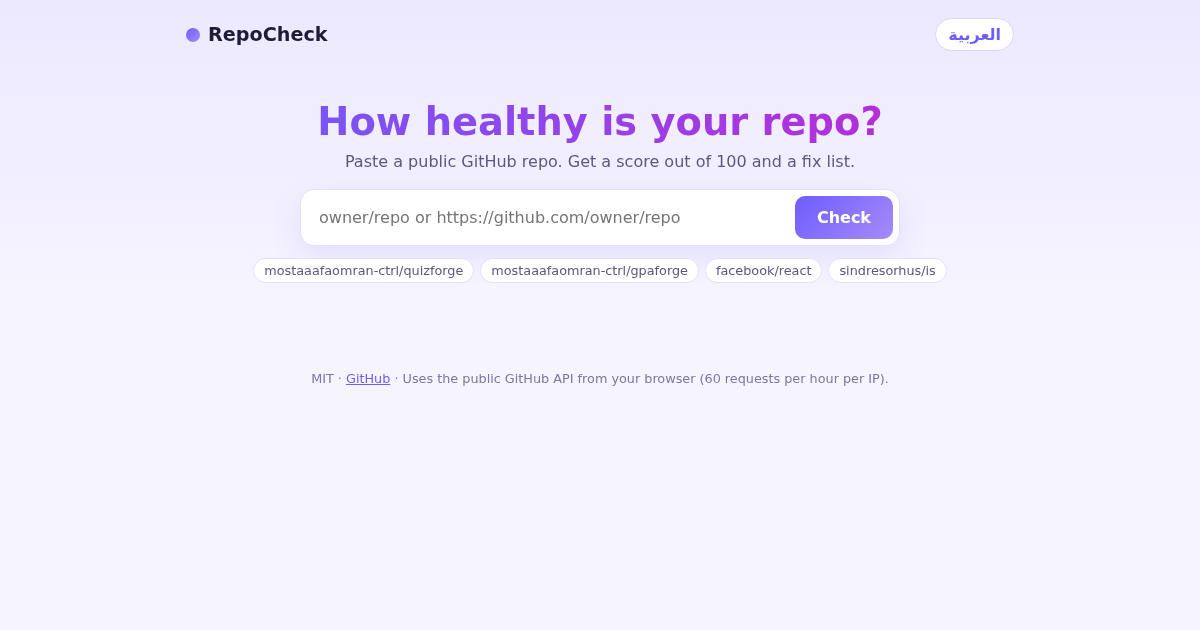 RepoCheck
العربية
How healthy is your repo?
Paste a public GitHub repo. Get a score out of 100 and a fix list.
owner/repo or https://github.com/owner/repo
Check
mostaaafaomran-ctrl/quizforge
mostaaafaomran-ctrl/gpaforge
facebook/react
sindresorhus/is
MIT · GitHub · Uses the public GitHub API from your browser (60 requests per hour per IP).